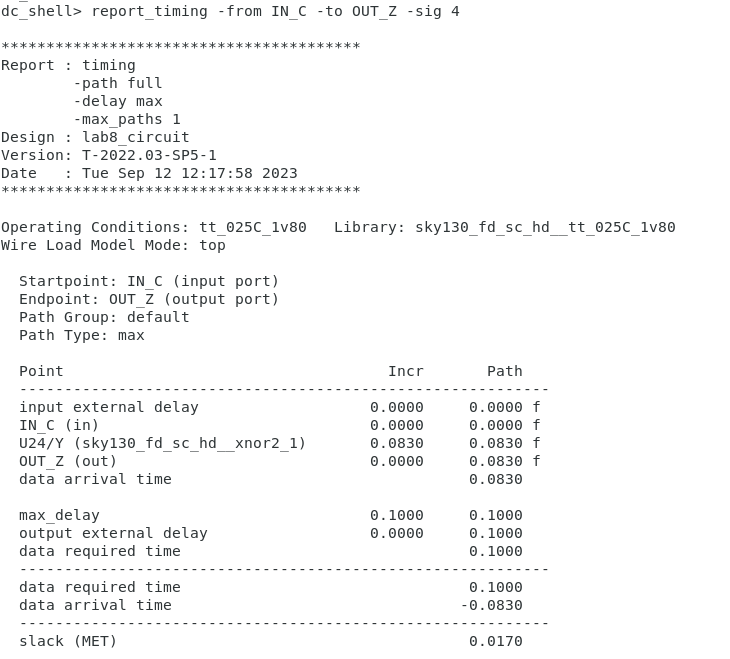 dc_shell> report_timing -from IN_C -to OUT_Z -sig 4
****************************************
Report : timing
        -path full
        -delay max
        -max_paths 1
Design : lab8_circuit
Version: T-2022.03-SP5-1
Date   : Tue Sep 12 12:17:58 2023
****************************************
Operating Conditions: tt_025C_1v80   Library: sky130_fd_sc_hd__tt_025C_1v80
Wire Load Model Mode: top
  Startpoint: IN_C (input port)
  Endpoint: OUT_Z (output port)
  Path Group: default
  Path Type: max
  Point                                    Incr       Path
  -----------------------------------------------------------
  input external delay                   0.0000     0.0000 f
  IN_C (in)                              0.0000     0.0000 f
  U24/Y (sky130_fd_sc_hd__xnor2_1)       0.0830     0.0830 f
  OUT_Z (out)                            0.0000     0.0830 f
  data arrival time                                 0.0830
  max_delay                              0.1000     0.1000
  output external delay                  0.0000     0.1000
  data required time                                0.1000
  -----------------------------------------------------------
  data required time                                0.1000
  data arrival time                                -0.0830
  -----------------------------------------------------------
  slack (MET)                                       0.0170